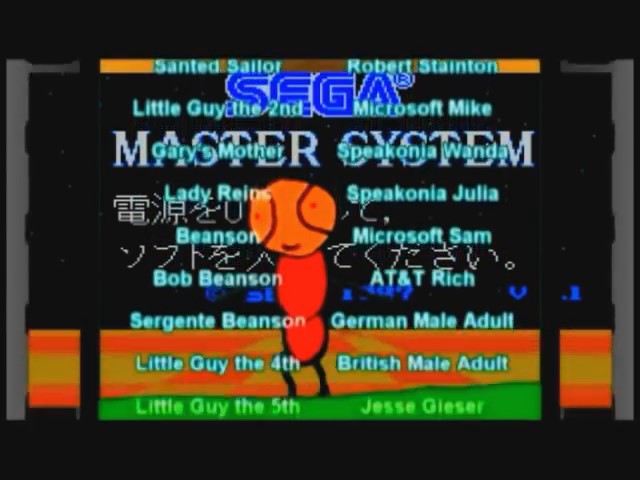 Santed Sailor Robert Stainton
SEGA®
Little Guy the 2nd Microsoft Mike
MASTER SYSTEM
Gary's Mother Speakonia Wanda
Lady Reins Speakonia Julia
電源を て,
Beanson Microsoft Sam
ソフトを てください。
Bob Beanson AT&T Rich
Sergente Beanson German Male Adult
Little Guy the 4th British Male Adult
Little Guy the 5th Jesse Gieser